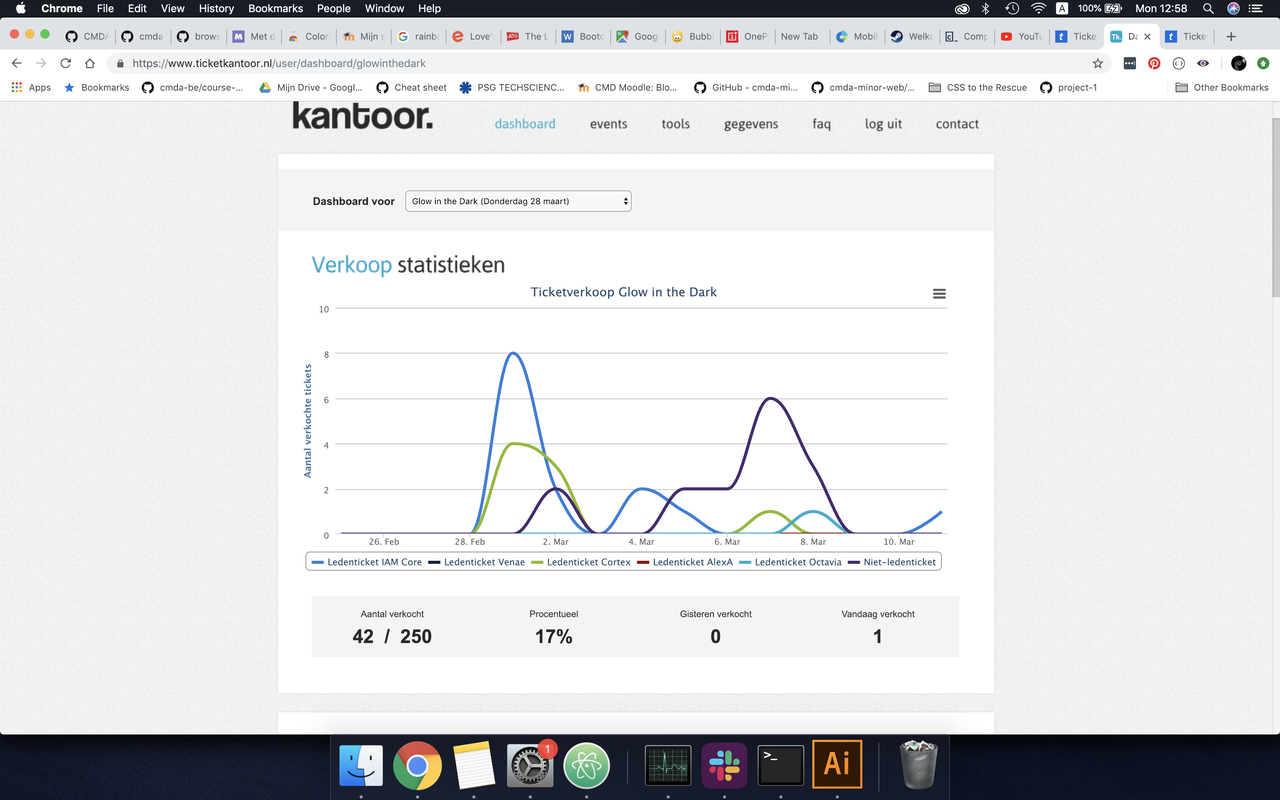 Chrome File Edit View History Bookmarks People Window Help A 100% Mon 12:58
CMDA cmda brows Met d Color Mijn s rainb Love' The L Bootc Goog Bubb OneP New Tab Mobil Welko Comp YouTu Ticke Da Ticke
https://www.ticketkantoor.nl/user/dashboard/glowinthedark
Apps Bookmarks cmda-be/course-... Mijn Drive - Googl... Cheat sheet PSG TECHSCIENC... CMD Moodle: Blo... GitHub - cmda-mi... cmda-minor-web/... CSS to the Rescue project-1 Other Bookmarks
kantoor. dashboard events tools gegevens faq log uit contact
Dashboard voor Glow in the Dark (Donderdag 28 maart)
Verkoop statistieken
Ticketverkoop Glow in the Dark
Aantal verkochte tickets
10
8
6
4
2
0
26. Feb 28. Feb 2. Mar 4. Mar 6. Mar 8. Mar 10. Mar
Ledenticket IAM Core Ledenticket Venae Ledenticket Cortex Ledenticket AlexA Ledenticket Octavia Niet-ledenticket
Aantal verkocht Procentueel Gisteren verkocht Vandaag verkocht
42 / 250 17% 0 1
1
>_ Ai